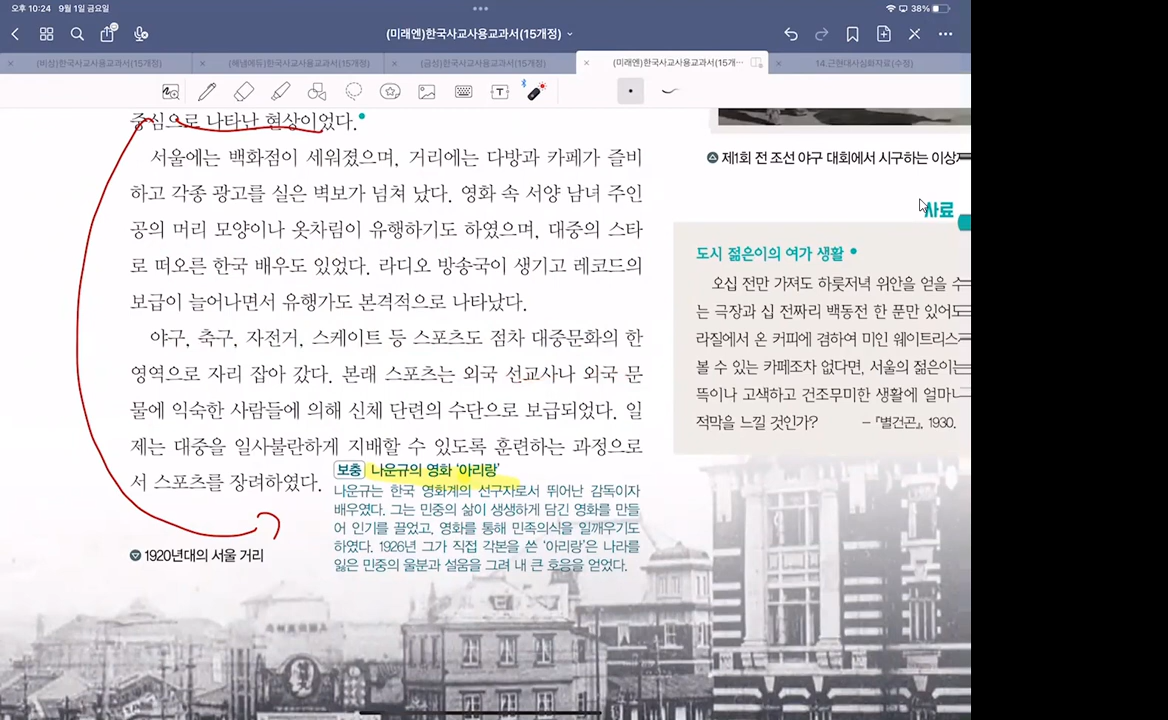 오후 10:24 9월 1일 금요일
38%
(미래엔)한국사교사용교과서(15개정)
(비상)한국사교사용교과서(15개정)
(해냄에듀)한국사교사용교과서(15개정)
(금성)한국사교사용교과서(15개정)
(미래엔)한국사교사용교과서(15개···
14.근현대사심화자료(수정)
중심으로 나타난 현상이었다.
서울에는 백화점이 세워졌으며, 거리에는 다방과 카페가 즐비
하고 각종 광고를 실은 벽보가 넘쳐 났다. 영화 속 서양 남녀 주인
공의 머리 모양이나 옷차림이 유행하기도 하였으며, 대중의 스타
로 떠오른 한국 배우도 있었다. 라디오 방송국이 생기고 레코드의
보급이 늘어나면서 유행가도 본격적으로 나타났다.
야구, 축구, 자전거, 스케이트 등 스포츠도 점차 대중문화의 한
영역으로 자리 잡아 갔다. 본래 스포츠는 외국 선교사나 외국 문
물에 익숙한 사람들에 의해 신체 단련의 수단으로 보급되었다. 일
제는 대중을 일사불란하게 지배할 수 있도록 훈련하는 과정으로
서 스포츠를 장려하였다.
보충 나운규의 영화 ‘아리랑’
나운규는 한국 영화계의 선구자로서 뛰어난 감독이자
배우였다. 그는 민중의 삶이 생생하게 담긴 영화를 만들
어 인기를 끌었고, 영화를 통해 민족의식을 일깨우기도
하였다. 1926년 그가 직접 각본을 쓴 ‘아리랑’은 나라를
잃은 민중의 울분과 설움을 그려 내 큰 호응을 얻었다.
1920년대의 서울 거리
제1회 전 조선 야구 대회에서 시구하는 이상재
사료
도시 젊은이의 여가 생활
오십 전만 가져도 하룻저녁 위안을 얻을 수
는 극장과 십 전짜리 백동전 한 푼만 있어도
라질에서 온 커피에 겸하여 미인 웨이트리스
볼 수 있는 카페조차 없다면, 서울의 젊은이는
뜩이나 고색하고 건조무미한 생활에 얼마나
적막을 느낄 것인가? – 『별건곤』, 1930.